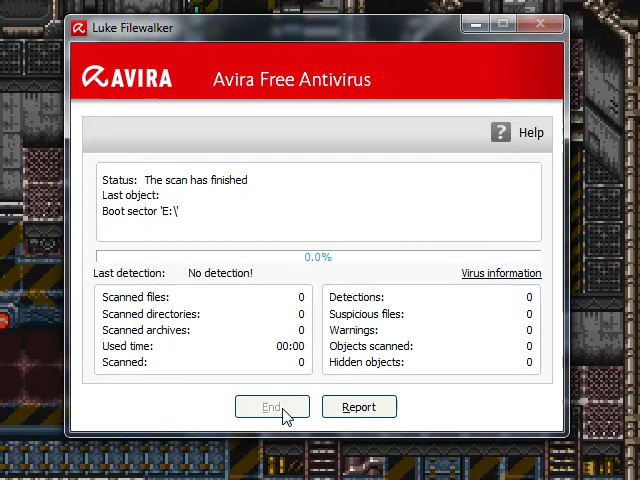 Luke Filewalker
AVIRA Avira Free Antivirus
? Help
Status: The scan has finished
Last object:
Boot sector 'E:\'
0.0%
Last detection: No detection! Virus information
Scanned files: 0
Scanned directories: 0
Scanned archives: 0
Used time: 00:00
Scanned: 0
Detections: 0
Suspicious files: 0
Warnings: 0
Objects scanned: 0
Hidden objects: 0
End Report